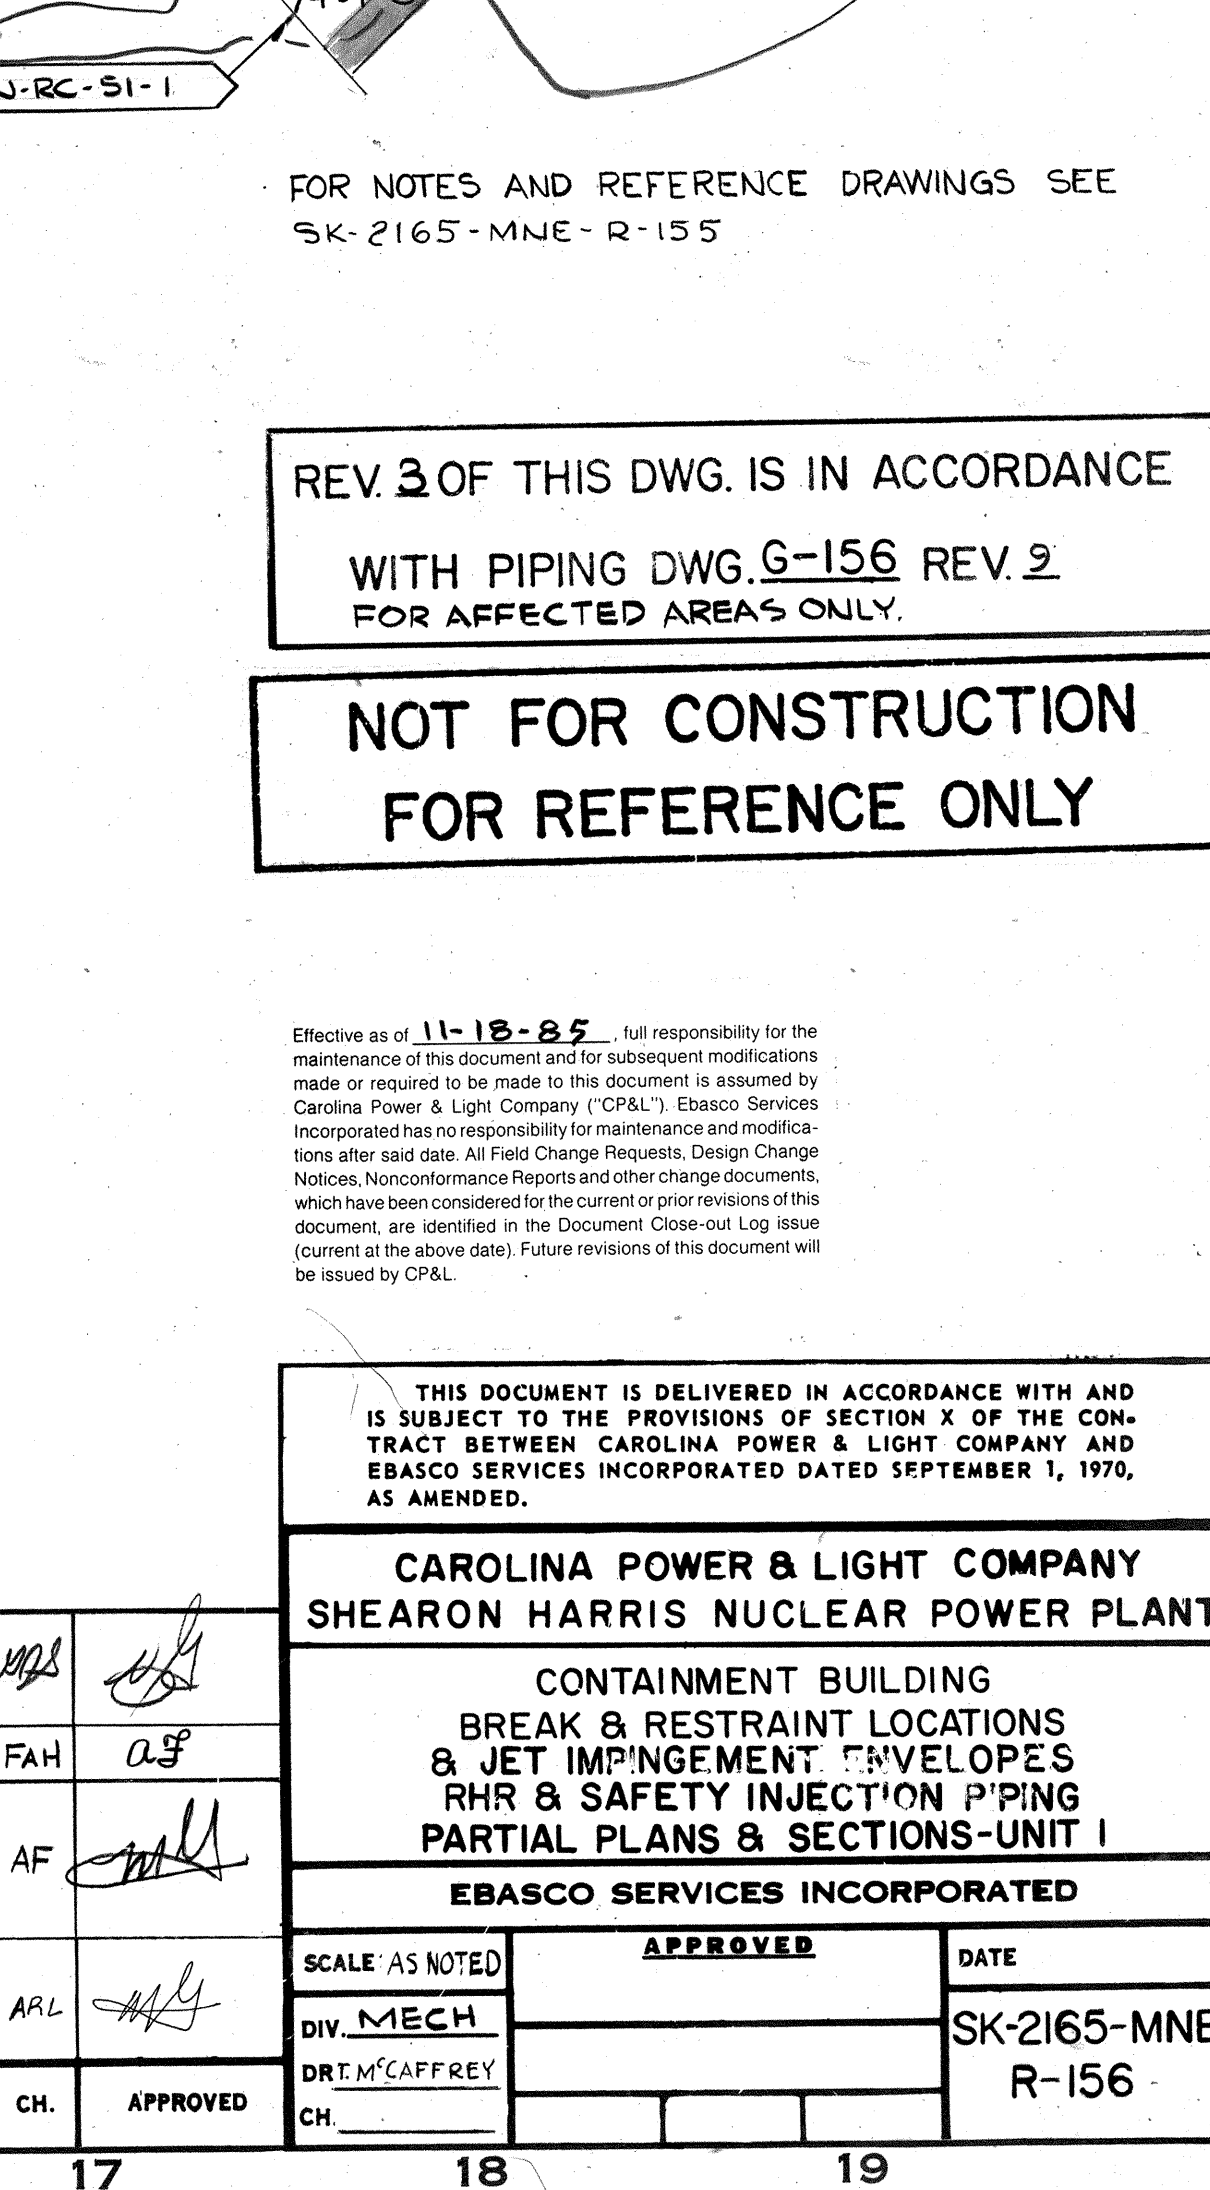 J-RC-SI-1
FOR NOTES AND REFERENCE DRAWINGS SEE
SK-2165-MNE-R-155
REV. 3 OF THIS DWG. IS IN ACCORDANCE
WITH PIPING DWG. G-156 REV. 9
FOR AFFECTED AREAS ONLY.
NOT FOR CONSTRUCTION
FOR REFERENCE ONLY
Effective as of 11-18-85, full responsibility for the
maintenance of this document and for subsequent modifications
made or required to be made to this document is assumed by
Carolina Power & Light Company ("CP&L"). Ebasco Services
Incorporated has no responsibility for maintenance and modifica-
tions after said date. All Field Change Requests, Design Change
Notices, Nonconformance Reports and other change documents,
which have been considered for the current or prior revisions of this
document, are identified in the Document Close-out Log issue
(current at the above date). Future revisions of this document will
be issued by CP&L.
THIS DOCUMENT IS DELIVERED IN ACCORDANCE WITH AND
IS SUBJECT TO THE PROVISIONS OF SECTION X OF THE CON-
TRACT BETWEEN CAROLINA POWER & LIGHT COMPANY AND
EBASCO SERVICES INCORPORATED DATED SEPTEMBER 1, 1970,
AS AMENDED.
CAROLINA POWER & LIGHT COMPANY
SHEARON HARRIS NUCLEAR POWER PLANT
CONTAINMENT BUILDING
BREAK & RESTRAINT LOCATIONS
& JET IMPINGEMENT ENVELOPES
RHR & SAFETY INJECTION PIPING
PARTIAL PLANS & SECTIONS-UNIT 1
EBASCO SERVICES INCORPORATED
FAH
AF
ARL
CH. APPROVED
SCALE: AS NOTED
DIV. MECH
DR T. McCAFFREY
CH.
APPROVED
DATE
SK-2165-MNE
R-156
17 18 19